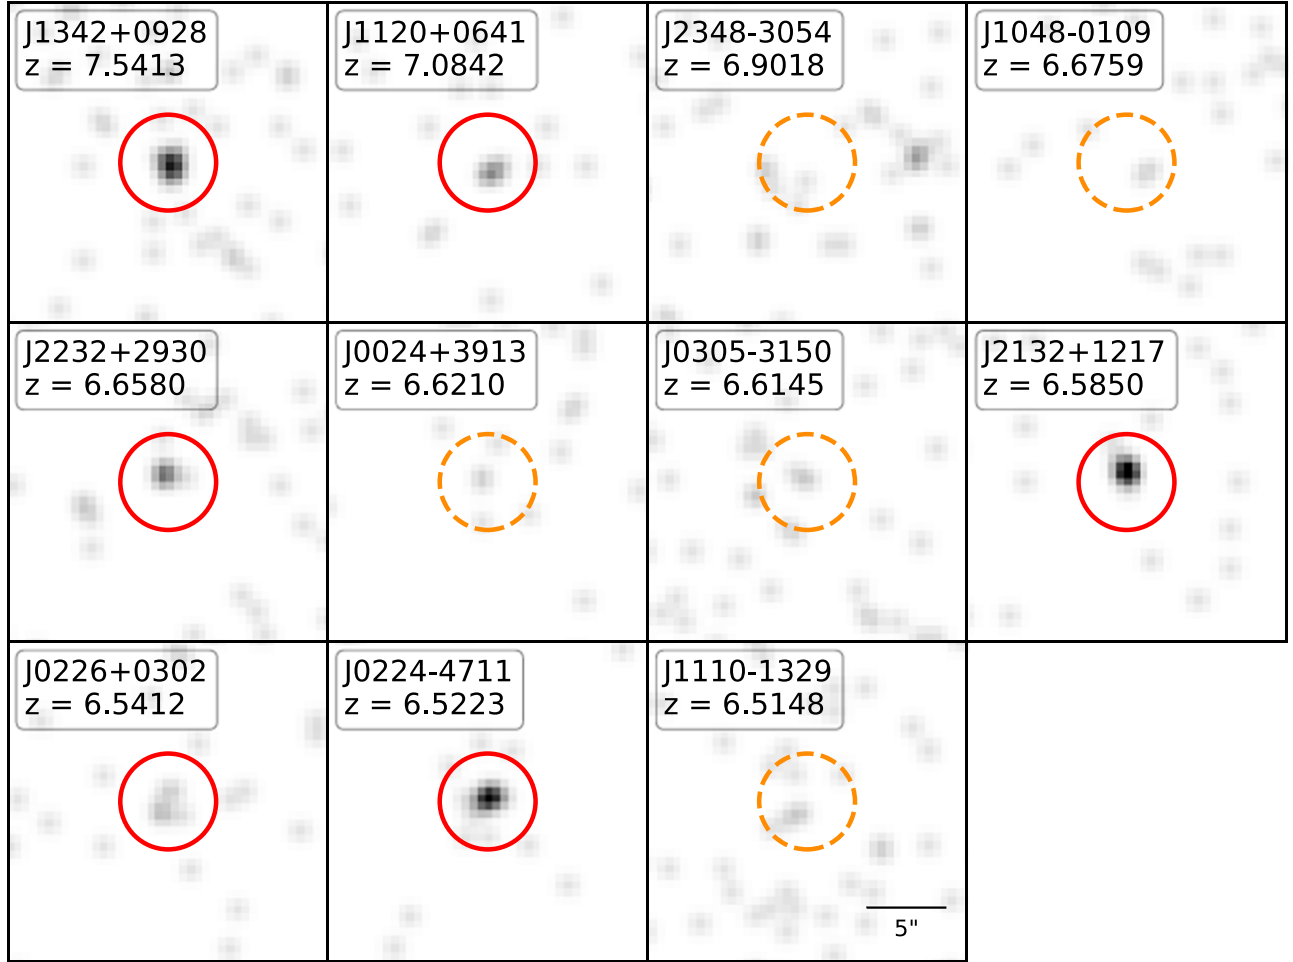 J1342+0928
z = 7.5413
J1120+0641
z = 7.0842
J2348-3054
z = 6.9018
J1048-0109
z = 6.6759
J2232+2930
z = 6.6580
J0024+3913
z = 6.6210
J0305-3150
z = 6.6145
J2132+1217
z = 6.5850
J0226+0302
z = 6.5412
J0224-4711
z = 6.5223
J1110-1329
z = 6.5148
5"